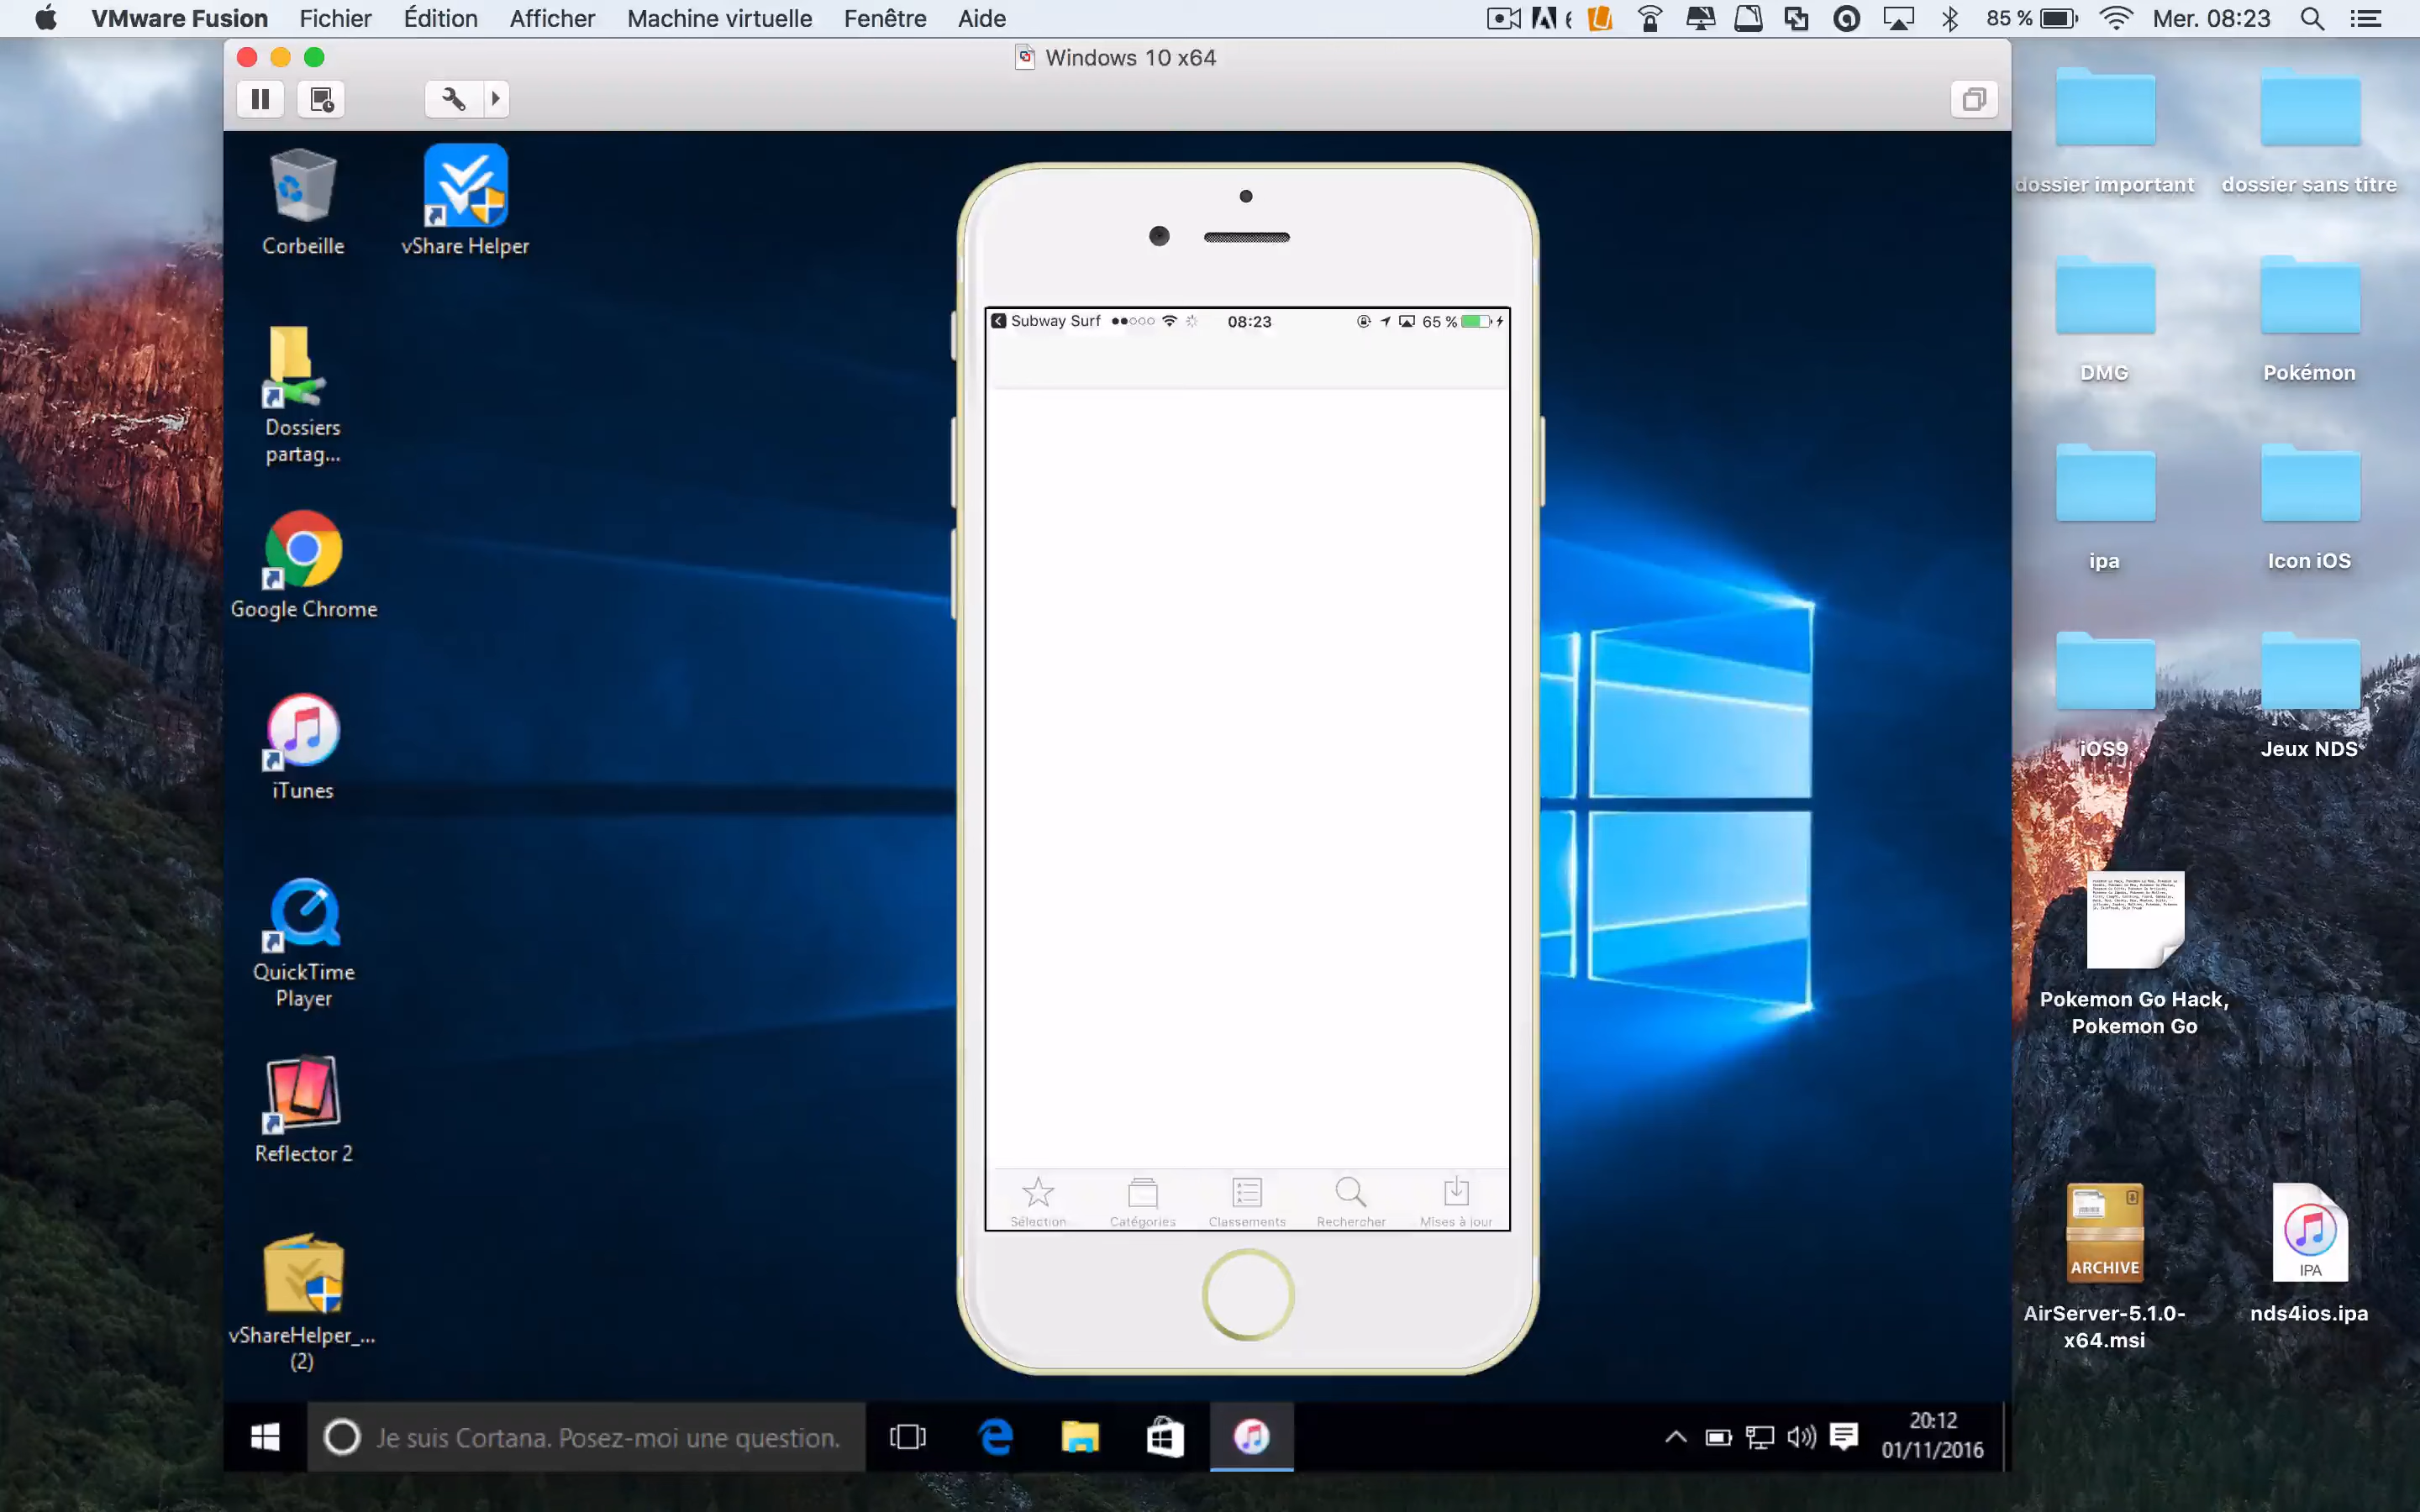 VMware Fusion Fichier Édition Afficher Machine virtuelle Fenêtre Aide 85 % Mer. 08:23
Windows 10 x64
Corbeille
vShare Helper
Dossiers
partag...
Google Chrome
iTunes
QuickTime
Player
Reflector 2
vShareHelper_...
(2)
Subway Surf 08:23 65 %
Sélection Catégories Classements Rechercher Mises à jour
Je suis Cortana. Posez-moi une question.
20:12
01/11/2016
dossier important
dossier sans titre
DMG
Pokémon
ipa
Icon iOS
iOS9
Jeux NDS
Pokemon Go Hack,
Pokemon Go
ARCHIVE
AirServer-5.1.0-
x64.msi
IPA
nds4ios.ipa